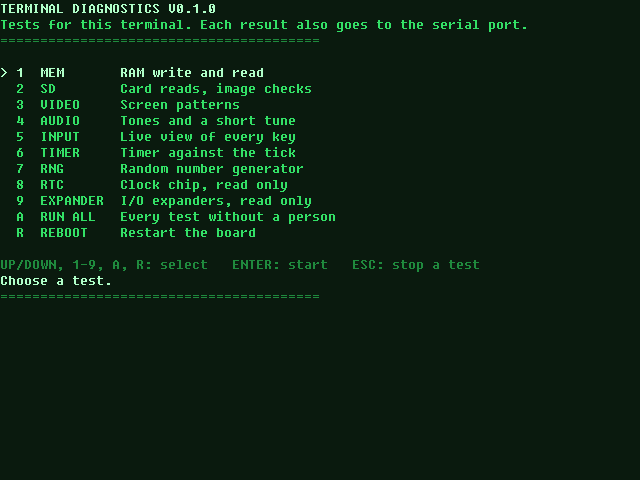 TERMINAL DIAGNOSTICS V0.1.0
Tests for this terminal. Each result also goes to the serial port.
========================================
> 1  MEM       RAM write and read
  2  SD        Card reads, image checks
  3  VIDEO     Screen patterns
  4  AUDIO     Tones and a short tune
  5  INPUT     Live view of every key
  6  TIMER     Timer against the tick
  7  RNG       Random number generator
  8  RTC       Clock chip, read only
  9  EXPANDER  I/O expanders, read only
  A  RUN ALL   Every test without a person
  R  REBOOT    Restart the board
UP/DOWN, 1-9, A, R: select   ENTER: start   ESC: stop a test
Choose a test.
========================================